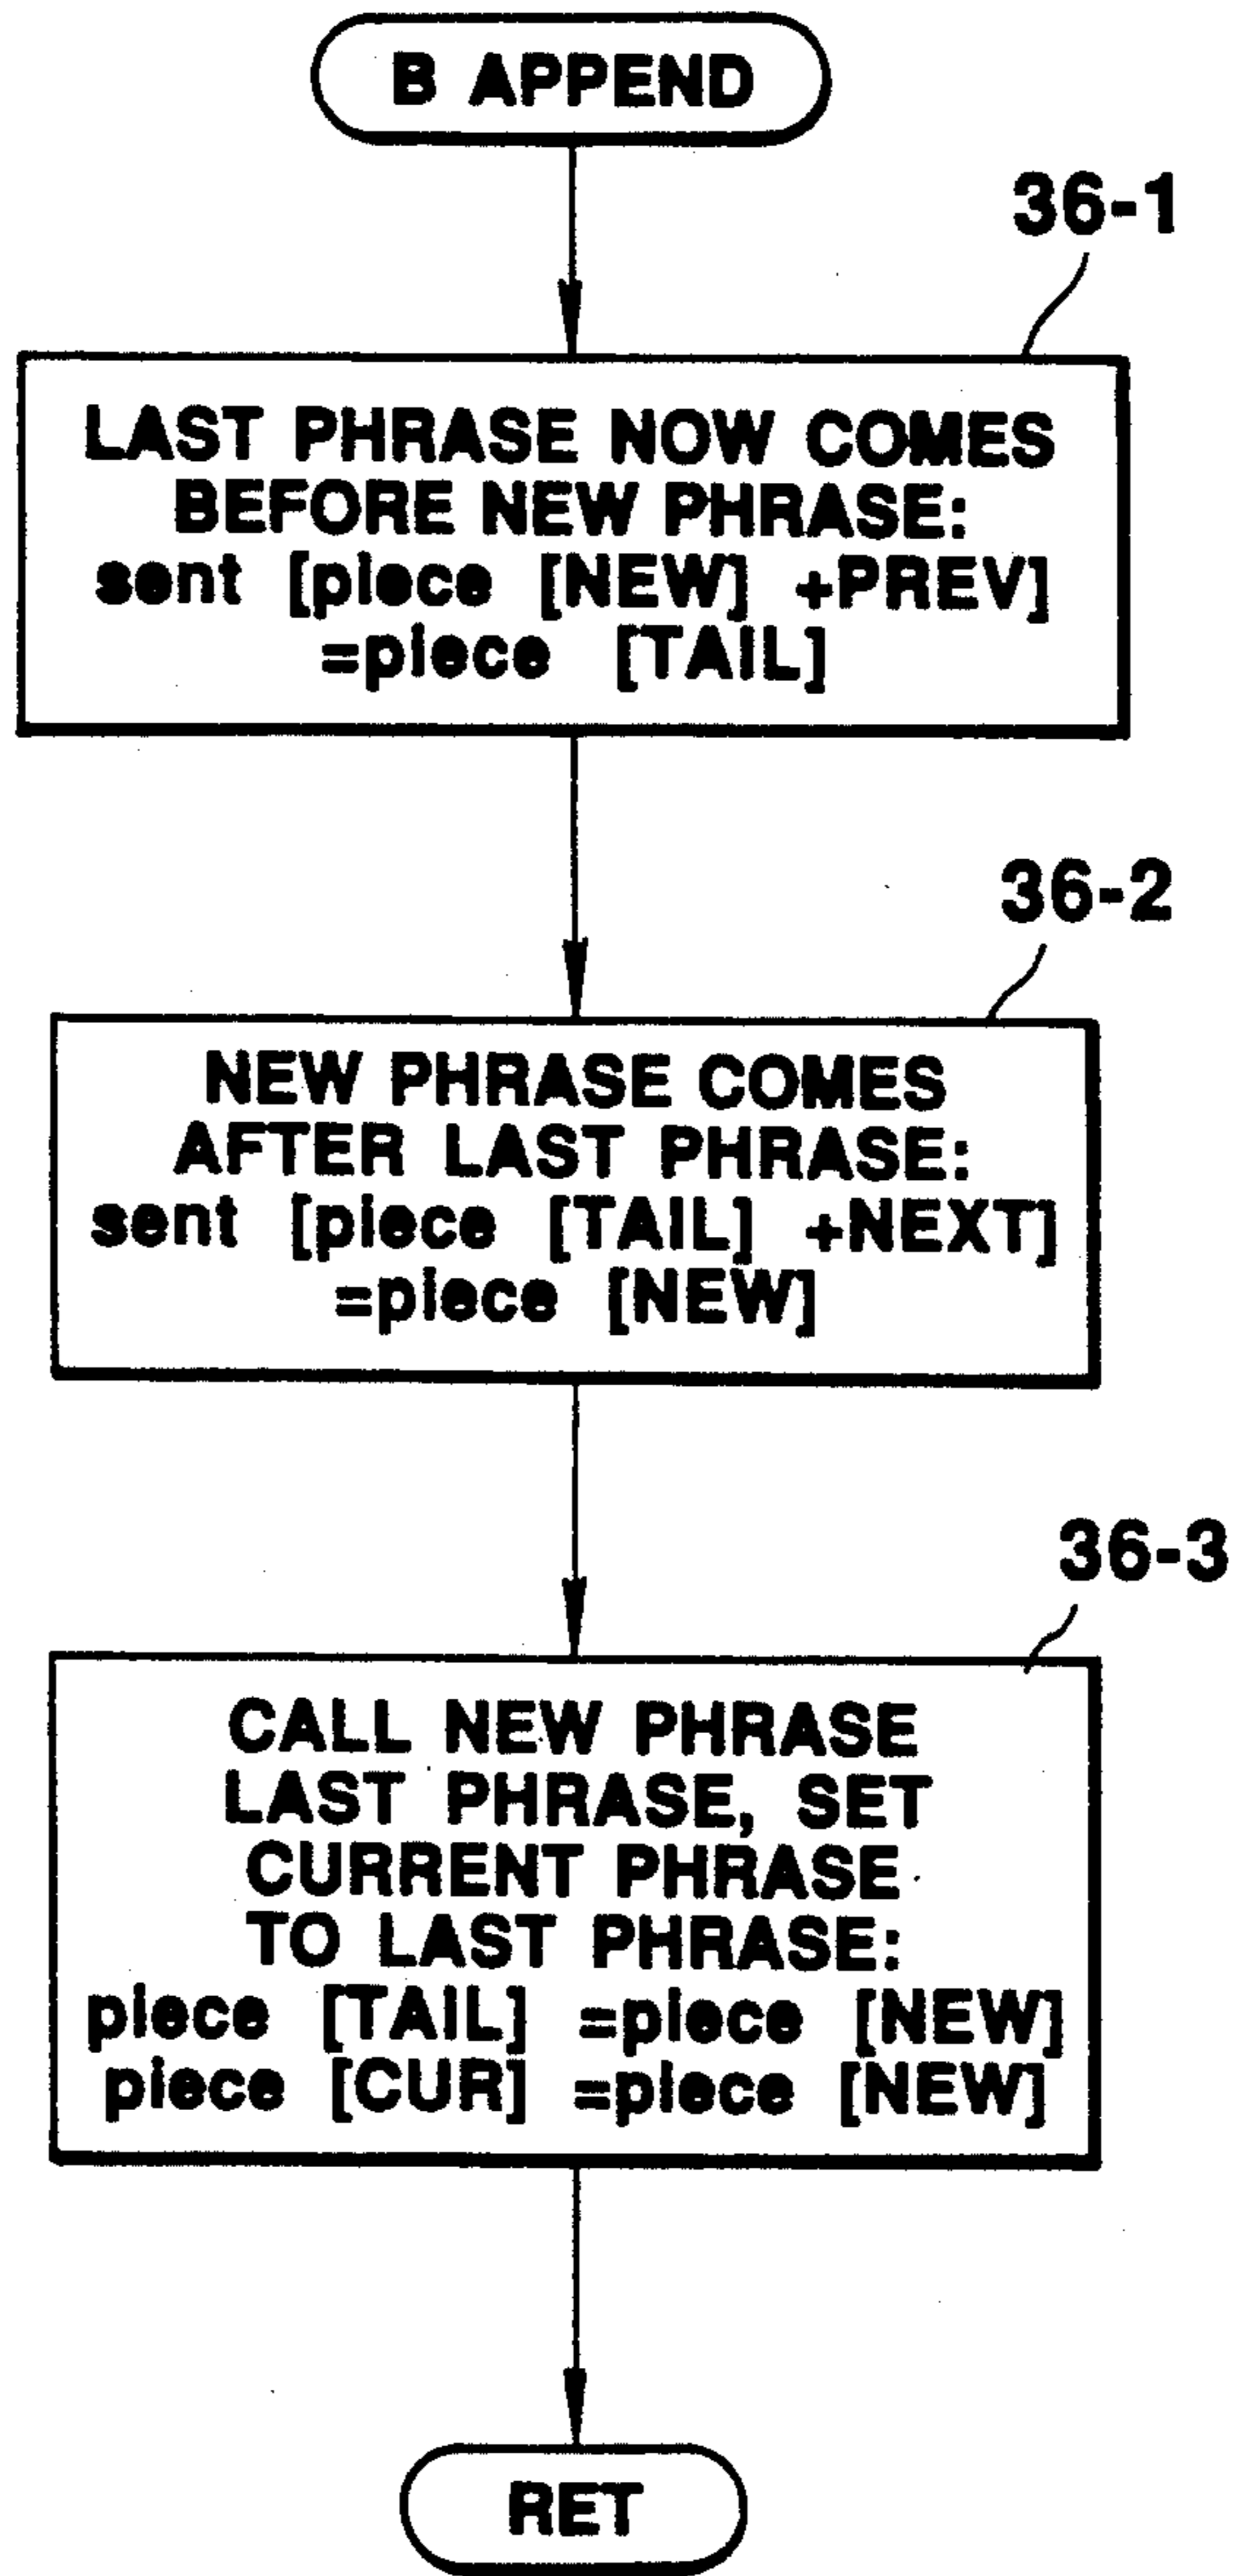 B APPEND
36-1
LAST PHRASE NOW COMES
BEFORE NEW PHRASE:
sent [piece [NEW] +PREV]
=piece [TAIL]
36-2
NEW PHRASE COMES
AFTER LAST PHRASE:
sent [piece [TAIL] +NEXT]
=piece [NEW]
36-3
CALL NEW PHRASE
LAST PHRASE, SET
CURRENT PHRASE
TO LAST PHRASE:
piece [TAIL] =piece [NEW]
piece [CUR] =piece [NEW]
RET